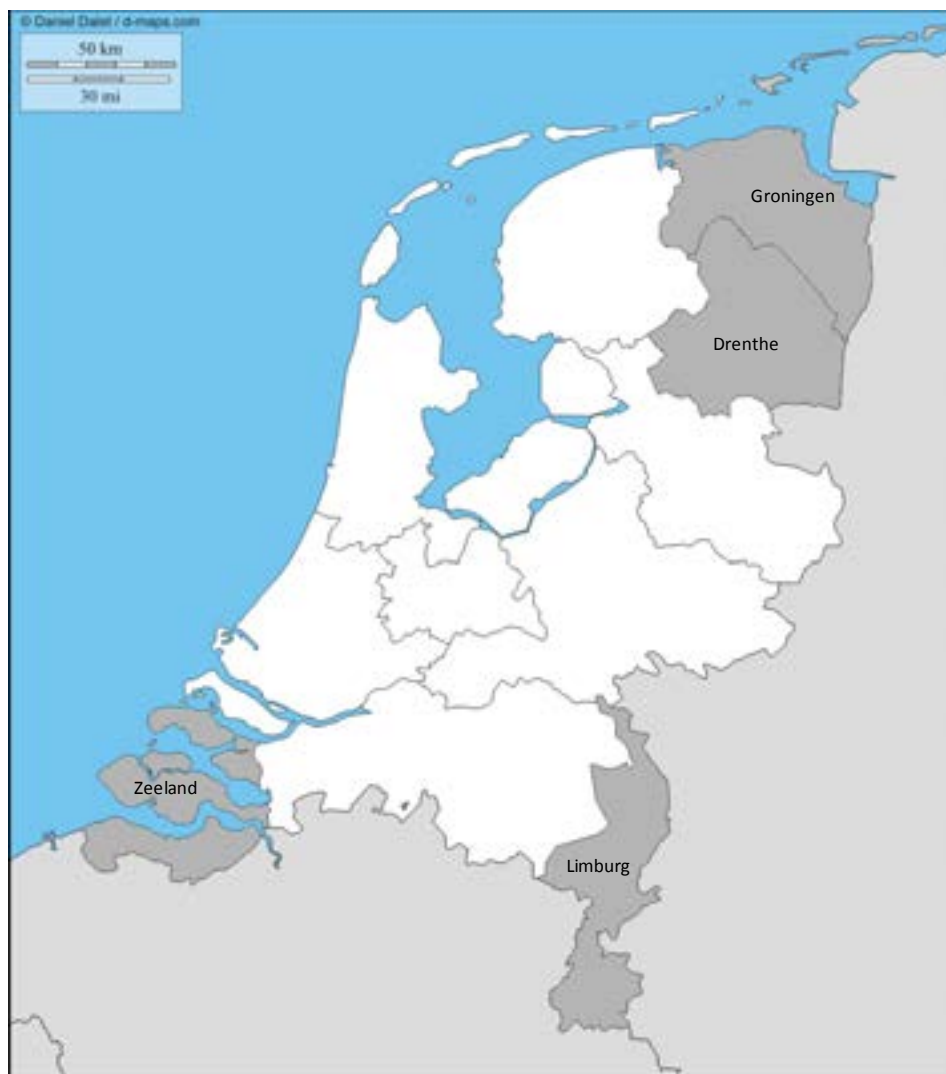 © Daniel Dalet / d-maps.com
50 km
30 mi
Groningen
Drenthe
Zeeland
Limburg